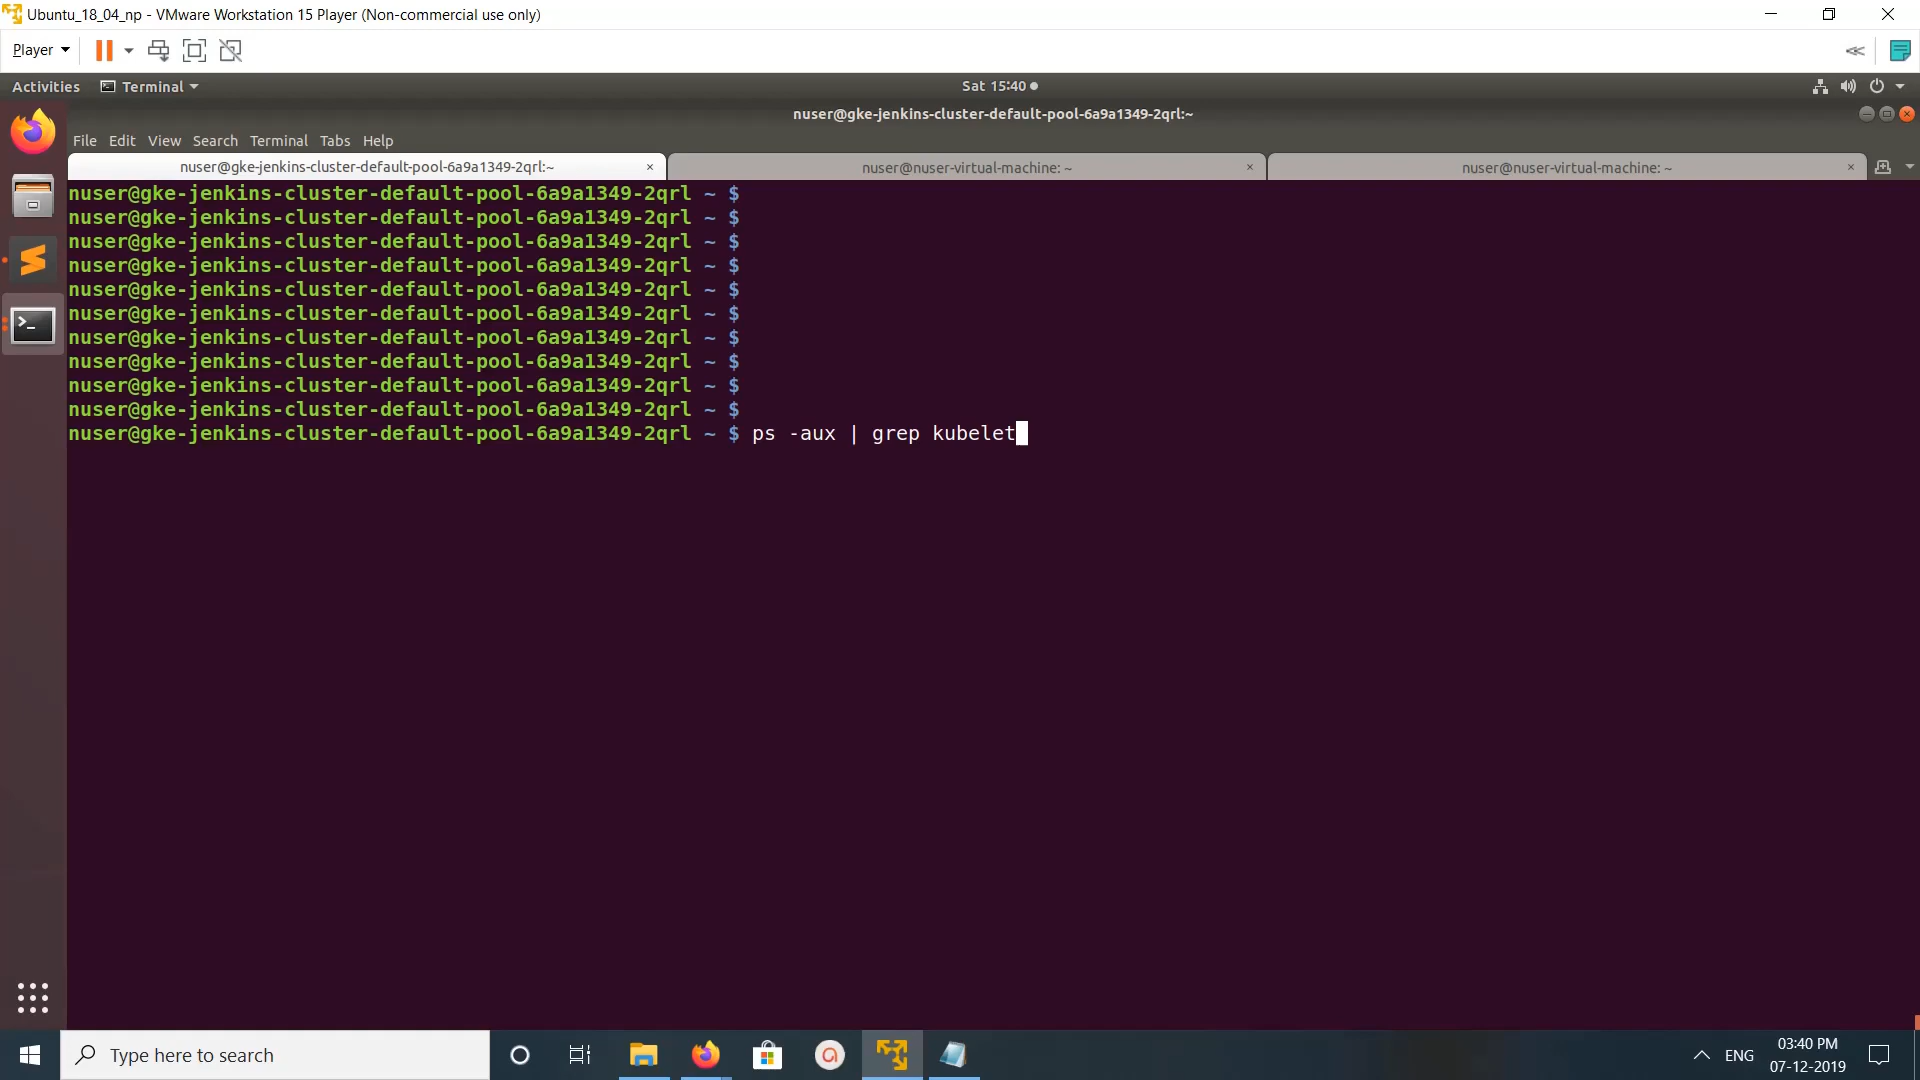 Ubuntu_18_04_np - VMware Workstation 15 Player (Non-commercial use only)
Player
Activities Terminal Sat 15:40
nuser@gke-jenkins-cluster-default-pool-6a9a1349-2qrl:~
File Edit View Search Terminal Tabs Help
nuser@gke-jenkins-cluster-default-pool-6a9a1349-2qrl:~ × nuser@nuser-virtual-machine: ~ × nuser@nuser-virtual-machine: ~ ×
nuser@gke-jenkins-cluster-default-pool-6a9a1349-2qrl ~ $
nuser@gke-jenkins-cluster-default-pool-6a9a1349-2qrl ~ $
nuser@gke-jenkins-cluster-default-pool-6a9a1349-2qrl ~ $
nuser@gke-jenkins-cluster-default-pool-6a9a1349-2qrl ~ $
nuser@gke-jenkins-cluster-default-pool-6a9a1349-2qrl ~ $
nuser@gke-jenkins-cluster-default-pool-6a9a1349-2qrl ~ $
nuser@gke-jenkins-cluster-default-pool-6a9a1349-2qrl ~ $
nuser@gke-jenkins-cluster-default-pool-6a9a1349-2qrl ~ $
nuser@gke-jenkins-cluster-default-pool-6a9a1349-2qrl ~ $
nuser@gke-jenkins-cluster-default-pool-6a9a1349-2qrl ~ $
nuser@gke-jenkins-cluster-default-pool-6a9a1349-2qrl ~ $ ps -aux | grep kubelet
Type here to search
ENG
03:40 PM
07-12-2019